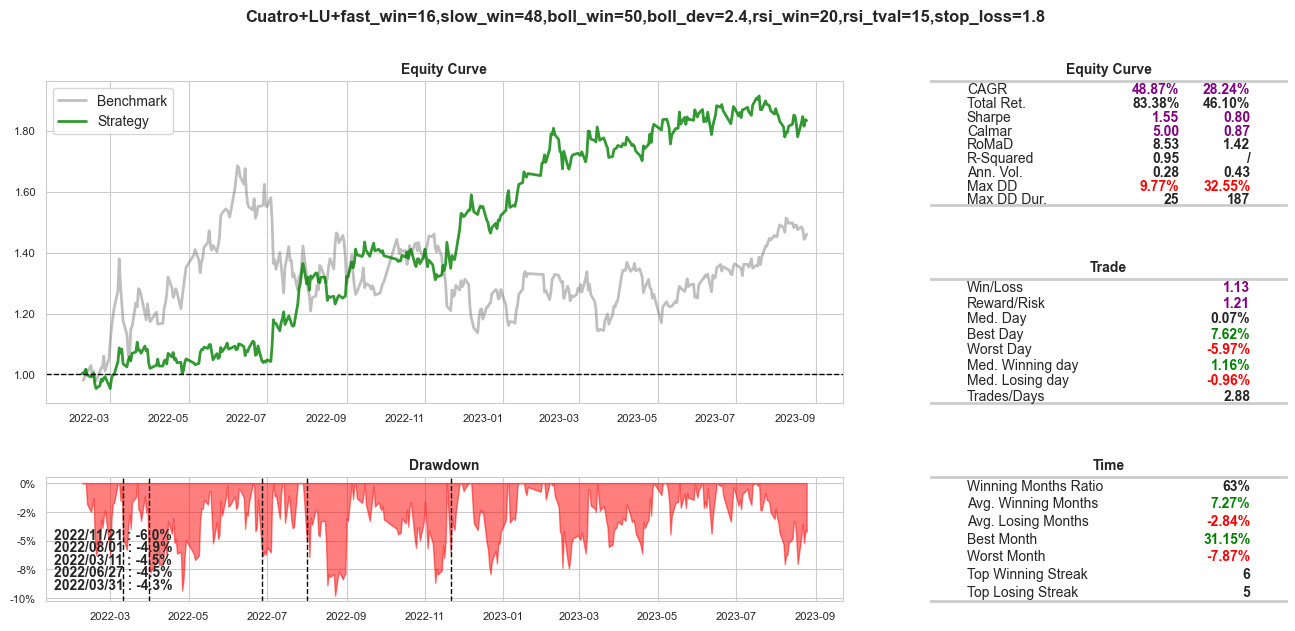 Cuatro+LU+fast_win=16,slow_win=48,boll_win=50,boll_dev=2.4,rsi_win=20,rsi_tval=15,stop_loss=1.8
Equity Curve
Benchmark
Strategy
1.80
1.60
1.40
1.20
1.00
2022-03 2022-05 2022-07 2022-09 2022-11 2023-01 2023-03 2023-05 2023-07 2023-09
Equity Curve
CAGR 48.87% 28.24%
Total Ret. 83.38% 46.10%
Sharpe 1.55 0.80
Calmar 5.00 0.87
RoMaD 8.53 1.42
R-Squared 0.95 /
Ann. Vol. 0.28 0.43
Max DD 9.77% 32.55%
Max DD Dur. 25 187
Trade
Win/Loss 1.13
Reward/Risk 1.21
Med. Day 0.07%
Best Day 7.62%
Worst Day -5.97%
Med. Winning day 1.16%
Med. Losing day -0.96%
Trades/Days 2.88
Drawdown
0%
-2%
-5%
-8%
-10%
2022/11/21 : -6.0%
2022/08/01 : -4.9%
2022/03/11 : -4.5%
2022/06/27 : -4.5%
2022/03/31 : -4.3%
2022-03 2022-05 2022-07 2022-09 2022-11 2023-01 2023-03 2023-05 2023-07 2023-09
Time
Winning Months Ratio 63%
Avg. Winning Months 7.27%
Avg. Losing Months -2.84%
Best Month 31.15%
Worst Month -7.87%
Top Winning Streak 6
Top Losing Streak 5